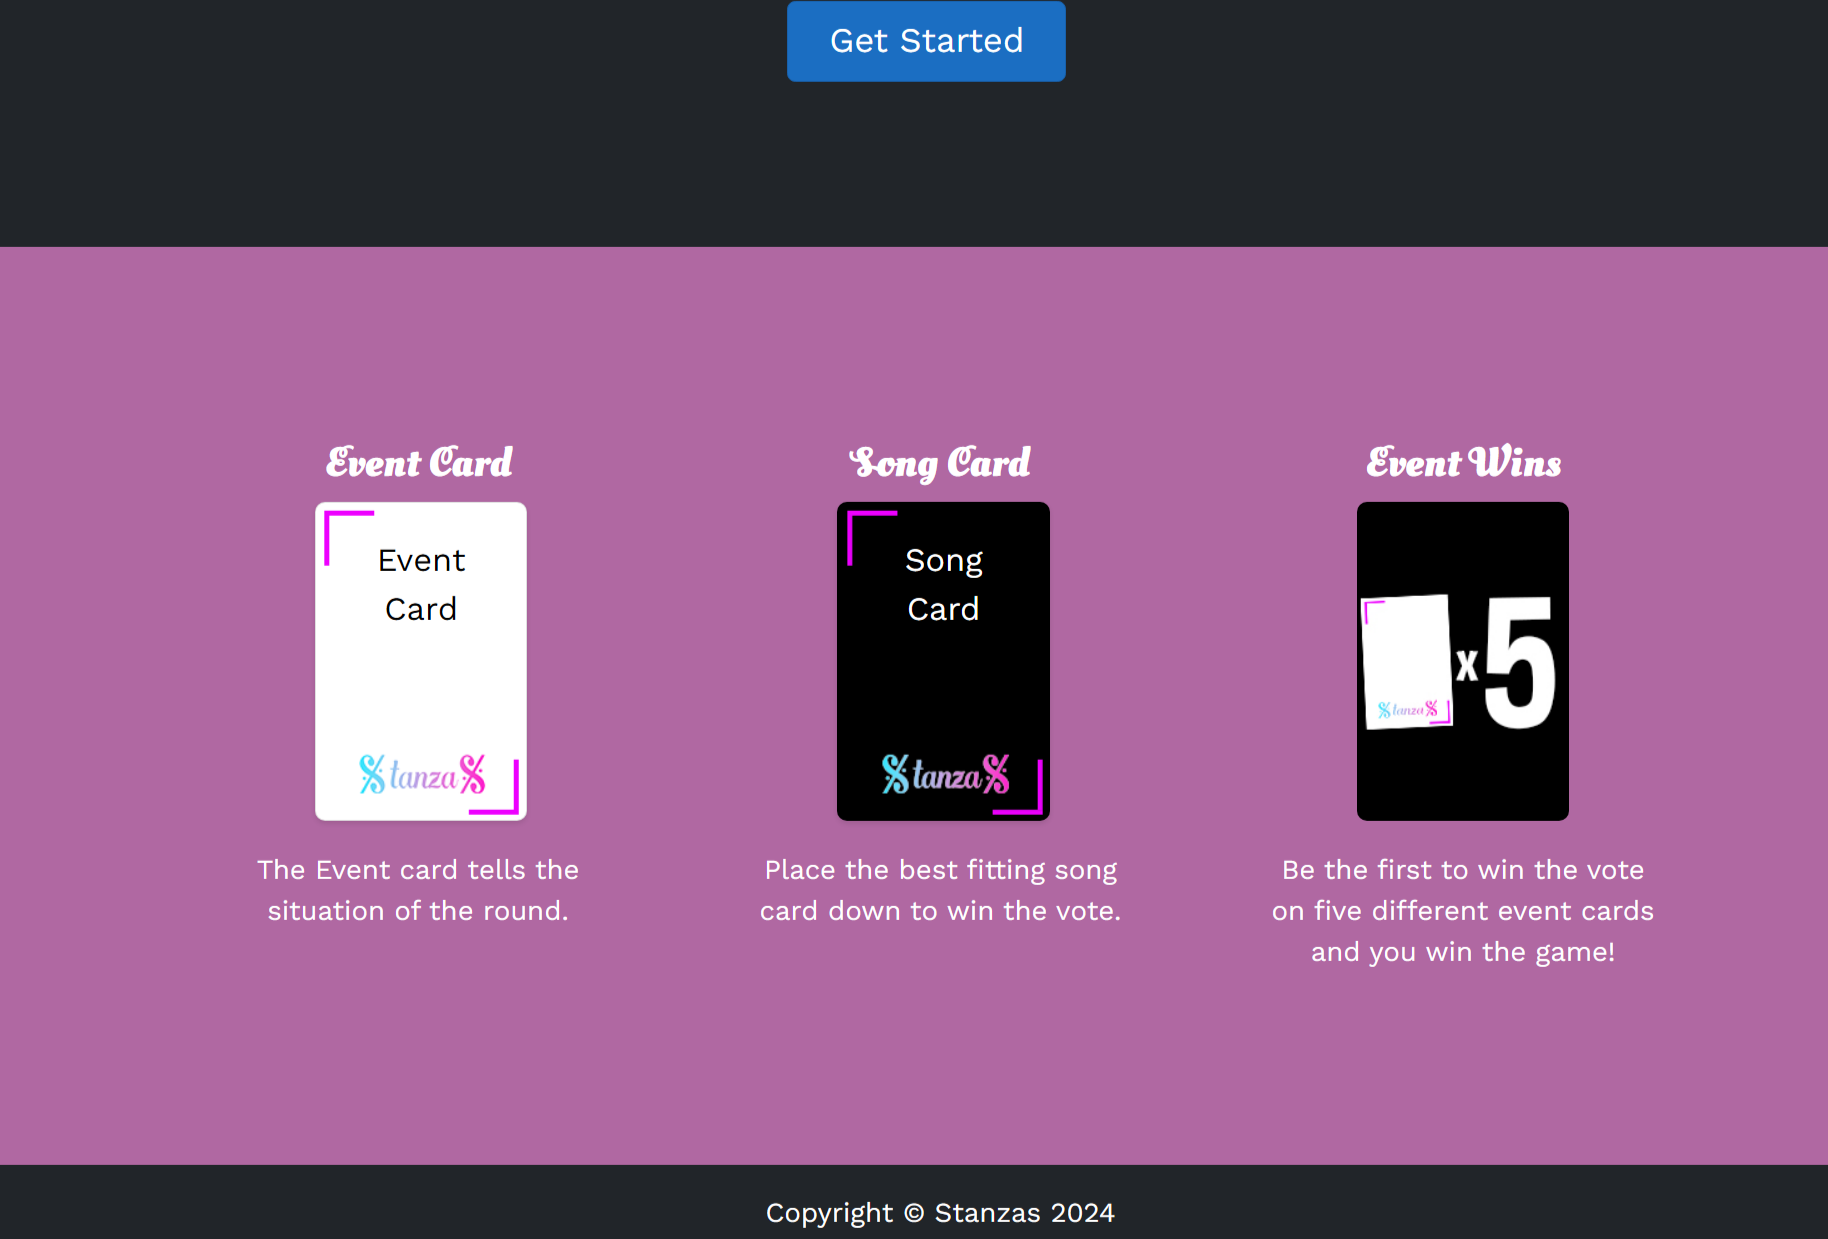 Get Started
Event Card
Event
Card
Stanzas
The Event card tells the
situation of the round.
Song Card
Song
Card
Stanzas
Place the best fitting song
card down to win the vote.
Event Wins
Stanzas
x5
Be the first to win the vote
on five different event cards
and you win the game!
Copyright © Stanzas 2024